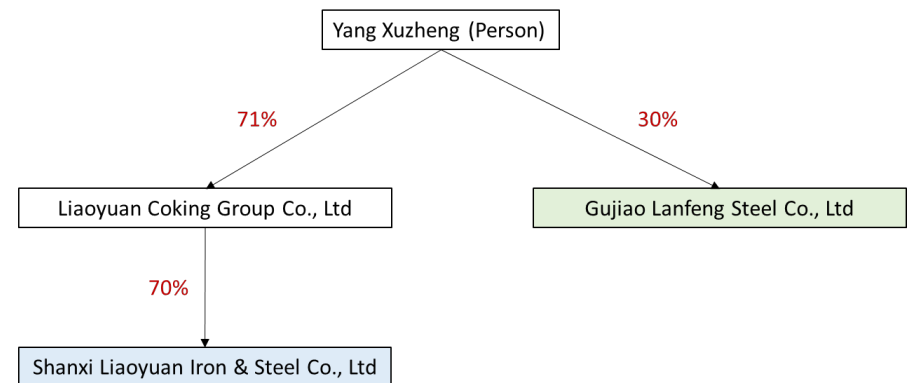 Yang Xuzheng (Person)
71%
30%
Liaoyuan Coking Group Co., Ltd
Gujiao Lanfeng Steel Co., Ltd
70%
Shanxi Liaoyuan Iron & Steel Co., Ltd